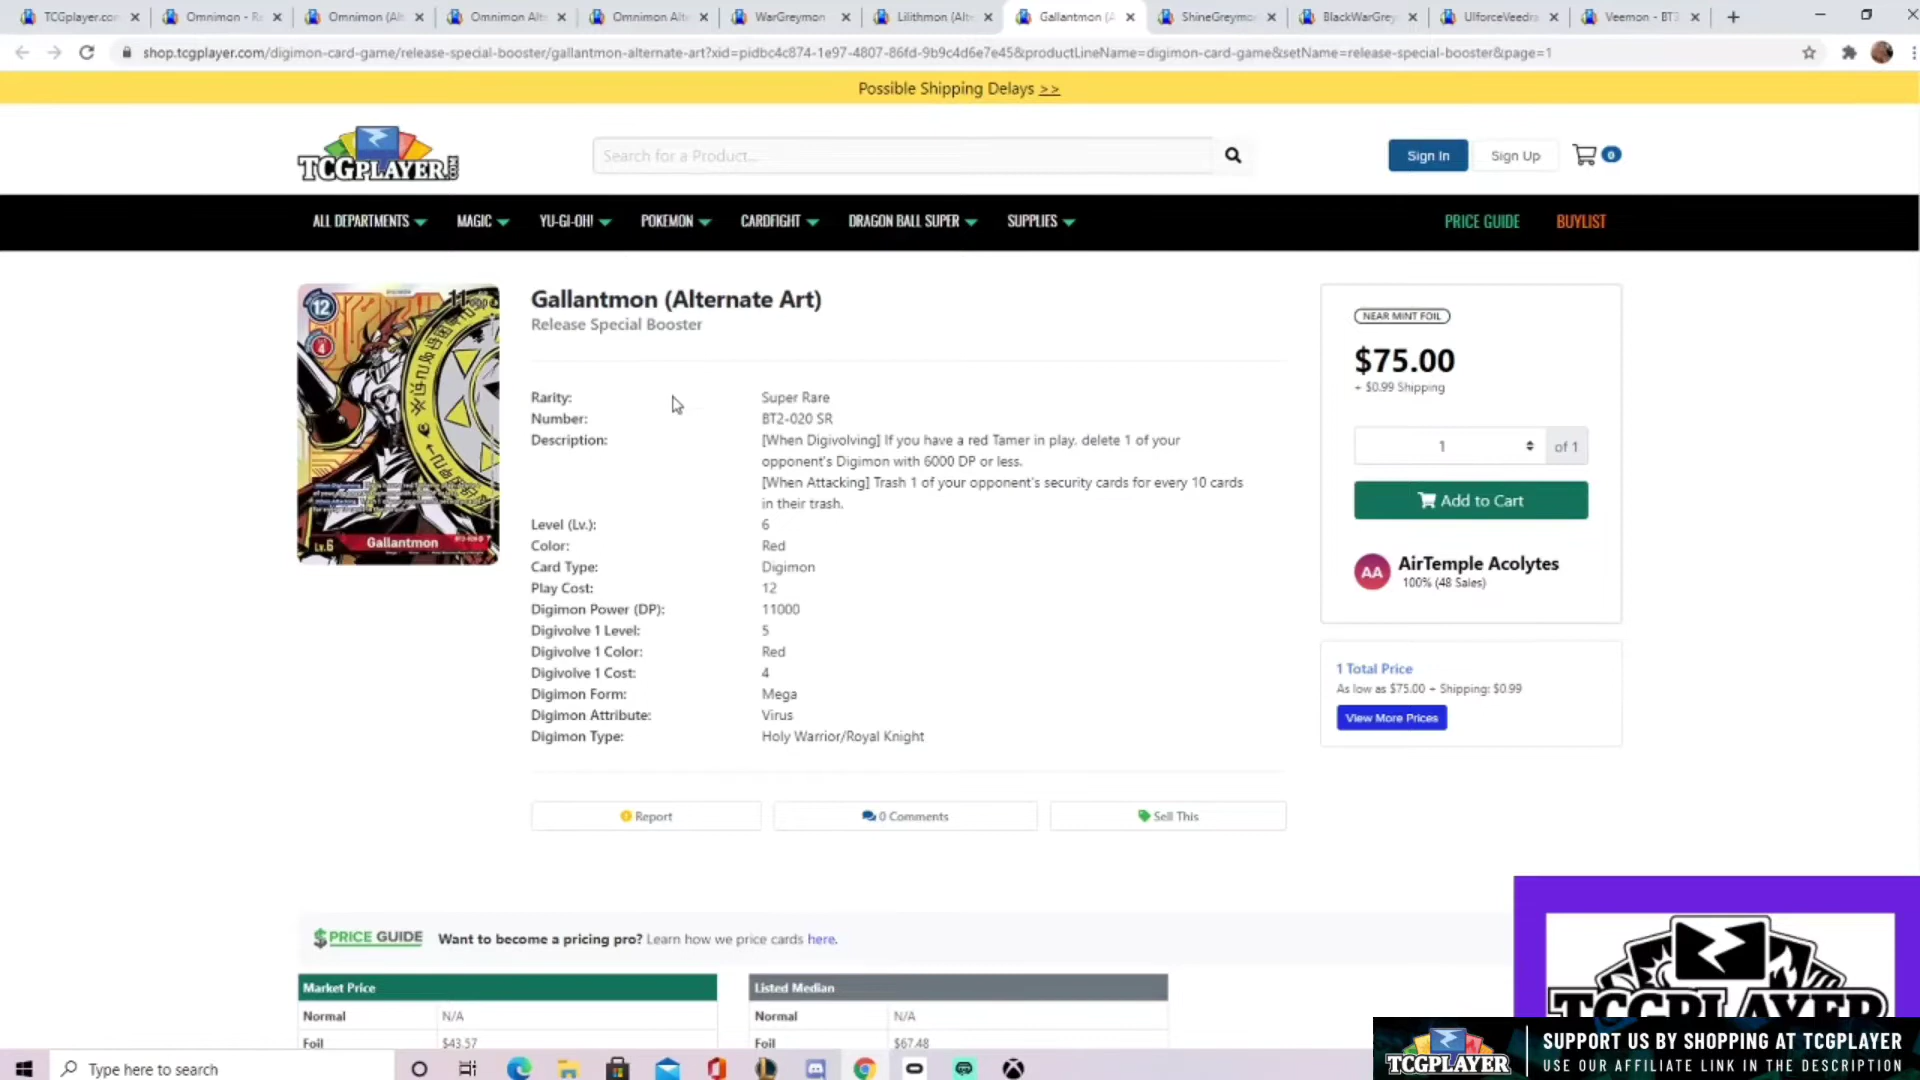 TCGplayer.com
Omnimon - Re
Omnimon (Alt
Omnimon Alte
Omnimon Alte
WarGreymon
Lilithmon (Alte
Gallantmon (A
ShineGreymo
BlackWarGrey
UlforceVeedra
Veemon - BT3
shop.tcgplayer.com/digimon-card-game/release-special-booster/gallantmon-alternate-art?xid=pidbc4c874-1e97-4807-86fd-9b9c4d6e7e45&productLineName=digimon-card-game&setName=release-special-booster&page=1
Possible Shipping Delays >>
TCGPLAYER.COM
Search for a Product...
Sign In
Sign Up
0
ALL DEPARTMENTS
MAGIC
YU-GI-OH!
POKEMON
CARDFIGHT
DRAGON BALL SUPER
SUPPLIES
PRICE GUIDE
BUYLIST
12
4
Lv.6
Gallantmon
Gallantmon (Alternate Art)
Release Special Booster
Rarity: Super Rare
Number: BT2-020 SR
Description: [When Digivolving] If you have a red Tamer in play, delete 1 of your
opponent's Digimon with 6000 DP or less.
[When Attacking] Trash 1 of your opponent's security cards for every 10 cards
in their trash.
Level (Lv.): 6
Color: Red
Card Type: Digimon
Play Cost: 12
Digimon Power (DP): 11000
Digivolve 1 Level: 5
Digivolve 1 Color: Red
Digivolve 1 Cost: 4
Digimon Form: Mega
Digimon Attribute: Virus
Digimon Type: Holy Warrior/Royal Knight
NEAR MINT FOIL
$75.00
+ $0.99 Shipping
1 of 1
Add to Cart
AA
AirTemple Acolytes
100% (48 Sales)
1 Total Price
As low as $75.00 + Shipping: $0.99
View More Prices
Report
0 Comments
Sell This
$PRICE GUIDE
Want to become a pricing pro? Learn how we price cards here.
Market Price
Normal N/A
Foil $43.57
Listed Median
Normal N/A
Foil $67.48
TCGPLAYER
TCGPLAYER
SUPPORT US BY SHOPPING AT TCGPLAYER
USE OUR AFFILIATE LINK IN THE DESCRIPTION
Type here to search